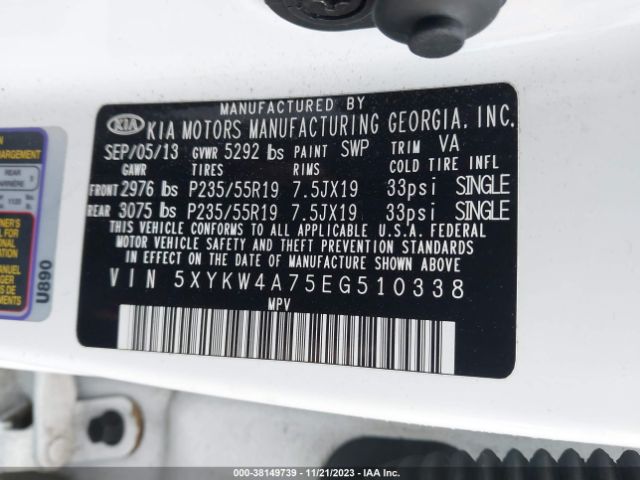 MANUFACTURED BY
KIA KIA MOTORS MANUFACTURING GEORGIA, INC.
SEP/05/13 GVWR 5292 lbs PAINT SWP TRIM VA
GAWR TIRES RIMS COLD TIRE INFL
FRONT 2976 lbs P235/55R19 7.5JX19 33psi SINGLE
REAR 3075 lbs P235/55R19 7.5JX19 33psi SINGLE
THIS VEHICLE CONFORMS TO ALL APPLICABLE U.S.A. FEDERAL
MOTOR VEHICLE SAFETY AND THEFT PREVENTION STANDARDS
IN EFFECT ON THE DATE OF MANUFACTURE SHOWN ABOVE
VIN 5XYKW4A75EG510338
MPV
U890
000-38149739 — 11/21/2023 — IAA Inc.